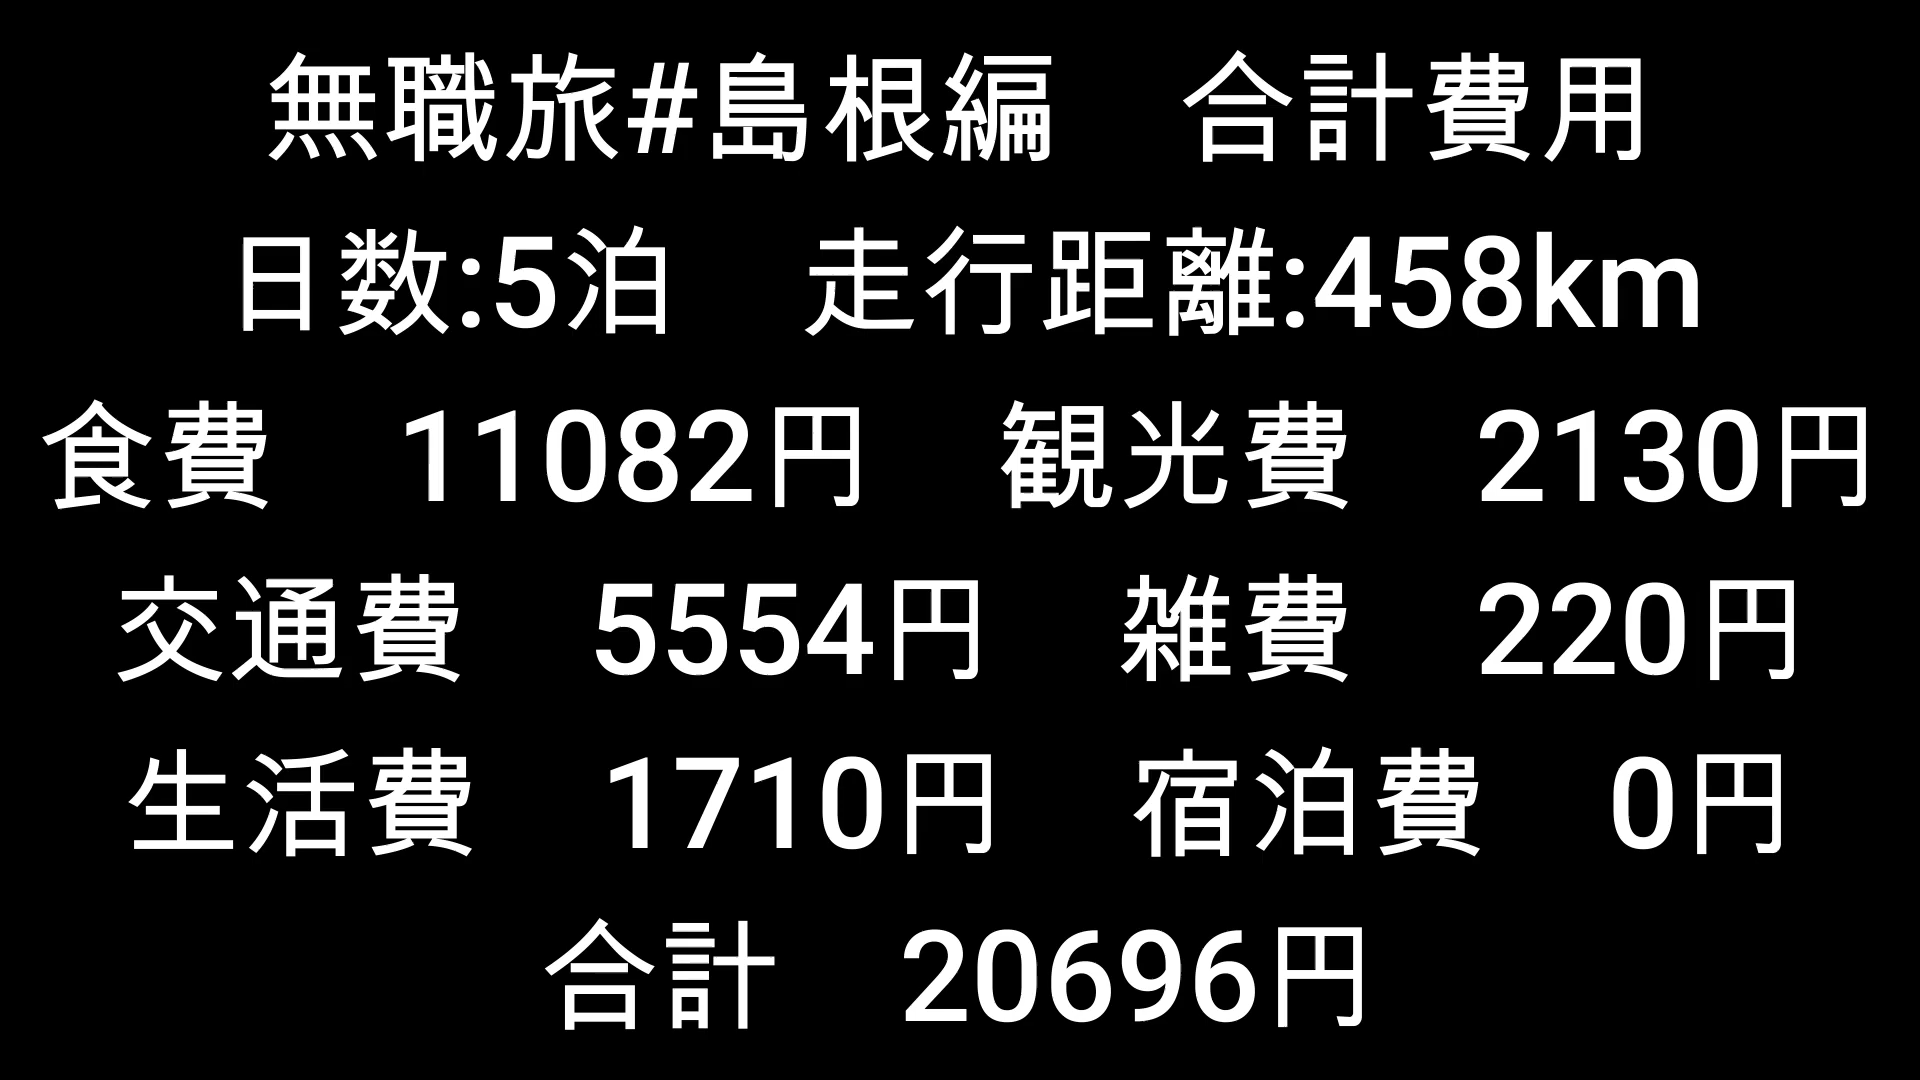 無職旅#島根編　合計費用
日数:5泊　走行距離:458km
食費　11082円　観光費　2130円
交通費　5554円　雑費　220円
生活費　1710円　宿泊費　0円
合計　20696円